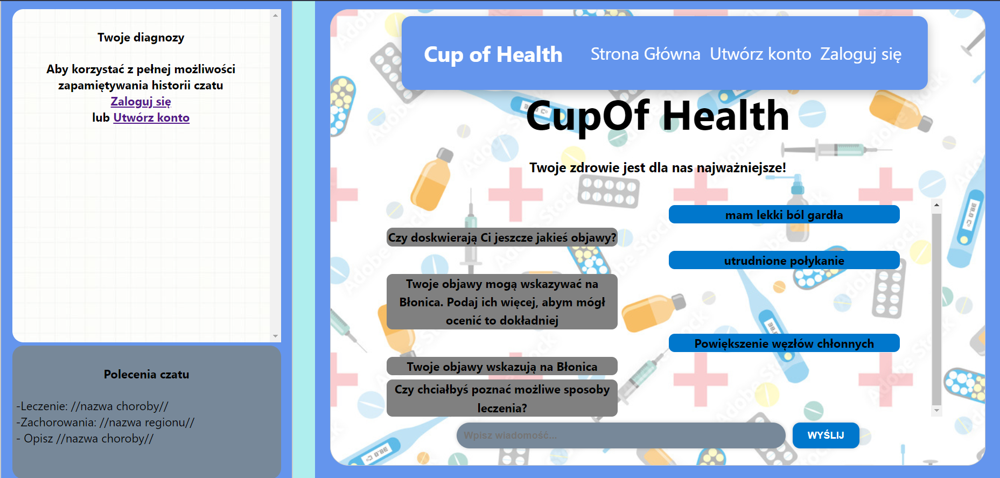 Twoje diagnozy
Aby korzystać z pełnej możliwości
zapamiętywania historii czatu
Zaloguj się
lub Utwórz konto
Polecenia czatu
-Leczenie: //nazwa choroby//
-Zachorowania: //nazwa regionu//
- Opisz //nazwa choroby//
Cup of Health Strona Główna Utwórz konto Zaloguj się
CupOf Health
Twoje zdrowie jest dla nas najważniejsze!
mam lekki ból gardła
Czy doskwierają Ci jeszcze jakieś objawy?
utrudnione połykanie
Twoje objawy mogą wskazywać na
Błonica. Podaj ich więcej, abym mógł
ocenić to dokładniej
Powiększenie węzłów chłonnych
Twoje objawy wskazują na Błonica
Czy chciałbyś poznać możliwe sposoby
leczenia?
Wpisz wiadomość...
WYŚLIJ